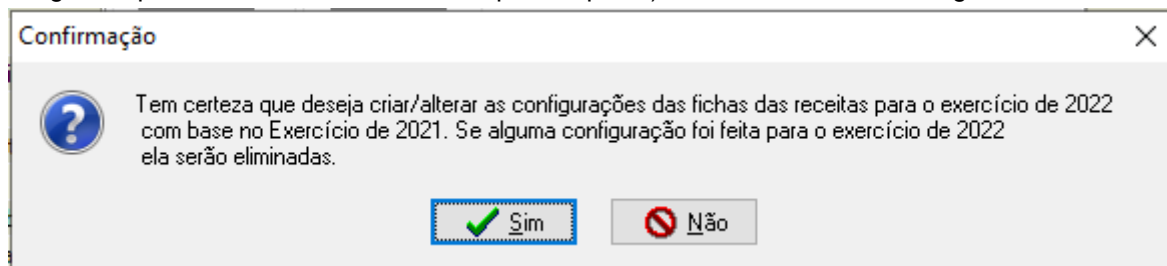 Confirmação
Tem certeza que deseja criar/alterar as configurações das fichas das receitas para o exercício de 2022
com base no Exercício de 2021. Se alguma configuração foi feita para o exercício de 2022
ela serão eliminadas.
Sim
Não